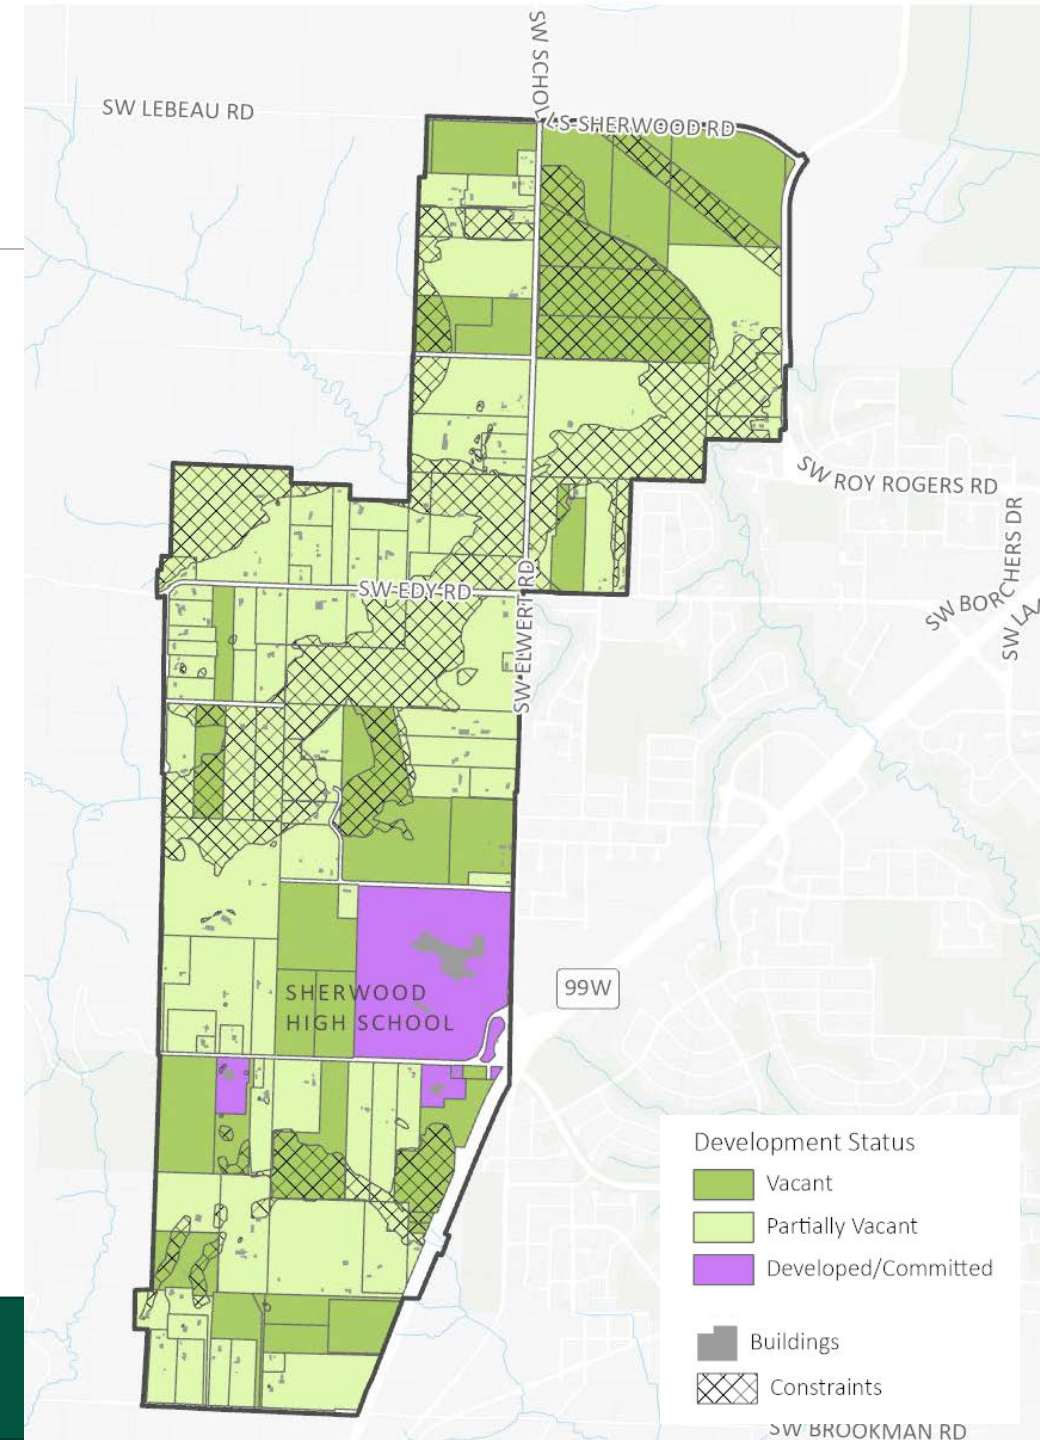 SW SCHOLLS-SHERWOOD RD
SW LEBEAU RD
SW ROY ROGERS RD
SW BORCHERS DR
SW EDY RD
SW ELWERT RD
99W
SHERWOOD
HIGH SCHOOL
Development Status
Vacant
Partially Vacant
Developed/Committed
Buildings
Constraints
SW BROOKMAN RD